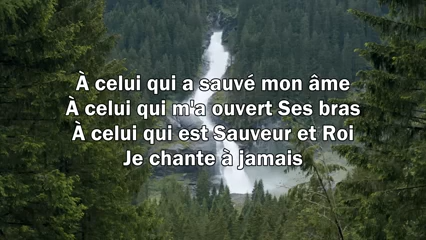 À celui qui a sauvé mon âme
À celui qui m'a ouvert Ses bras
À celui qui est Sauveur et Roi
Je chante à jamais